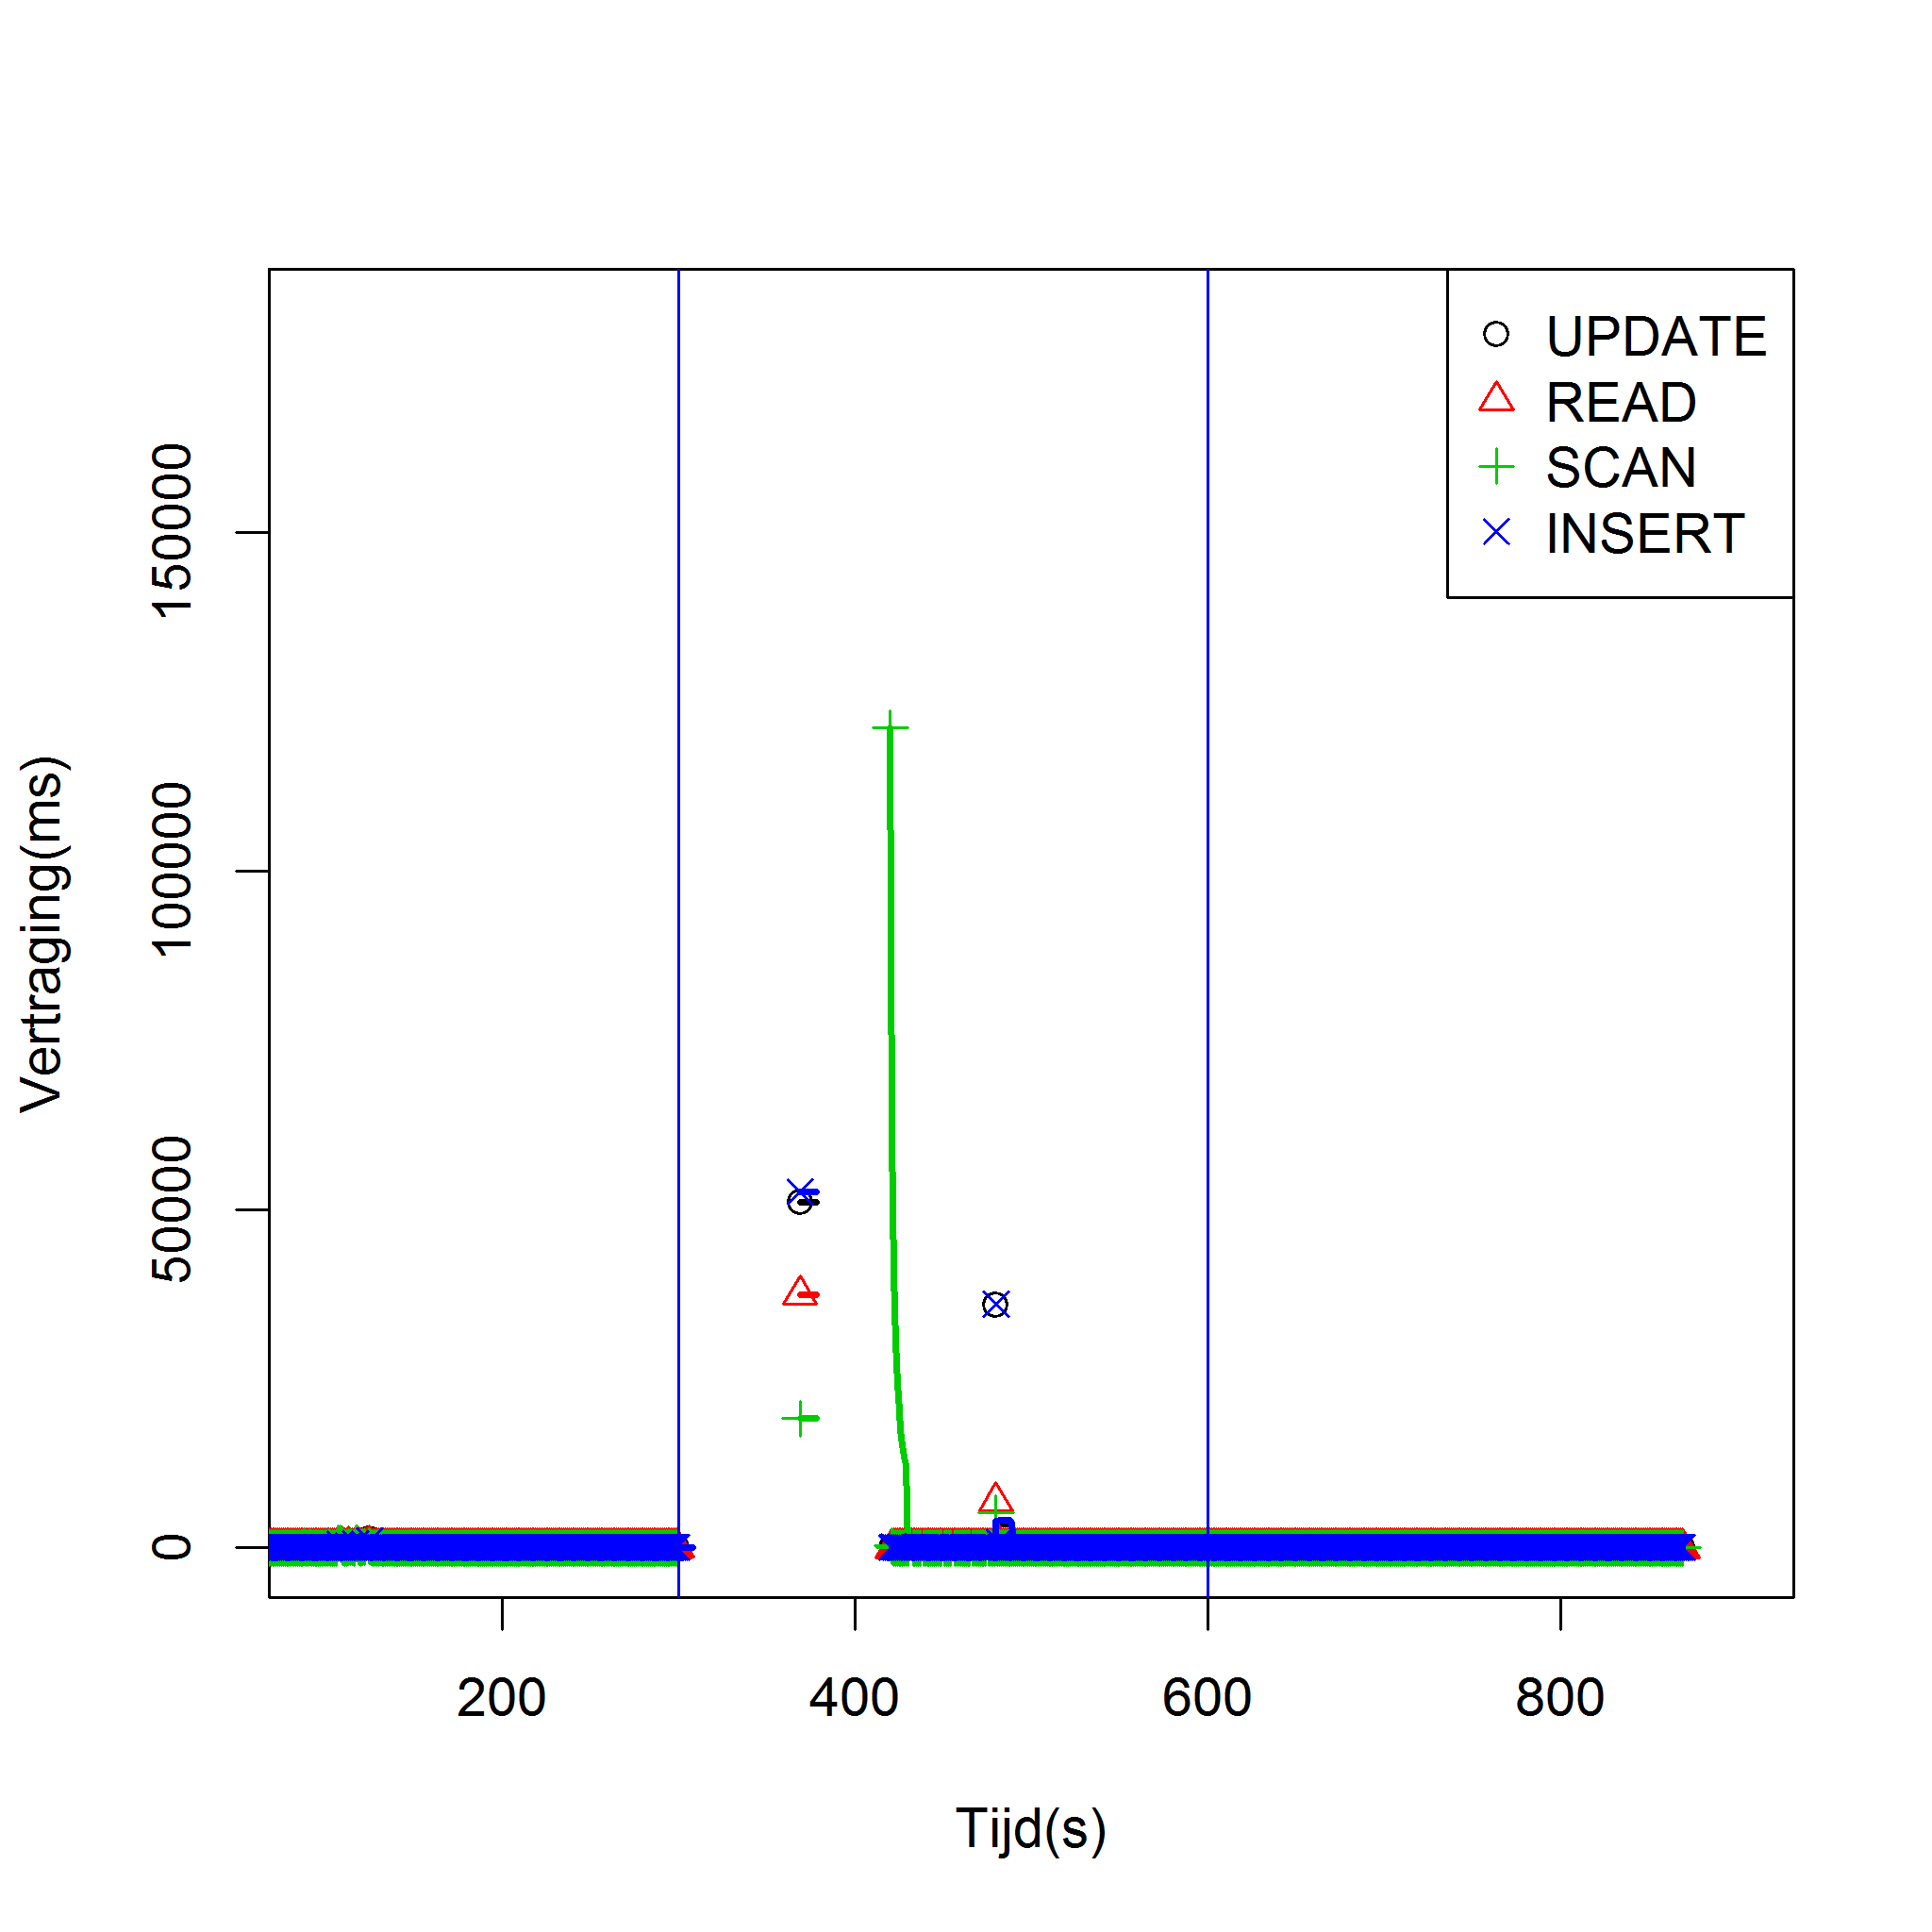 UPDATE
READ
SCAN
INSERT
Vertraging(ms)
150000
100000
50000
0
200 400 600 800
Tijd(s)